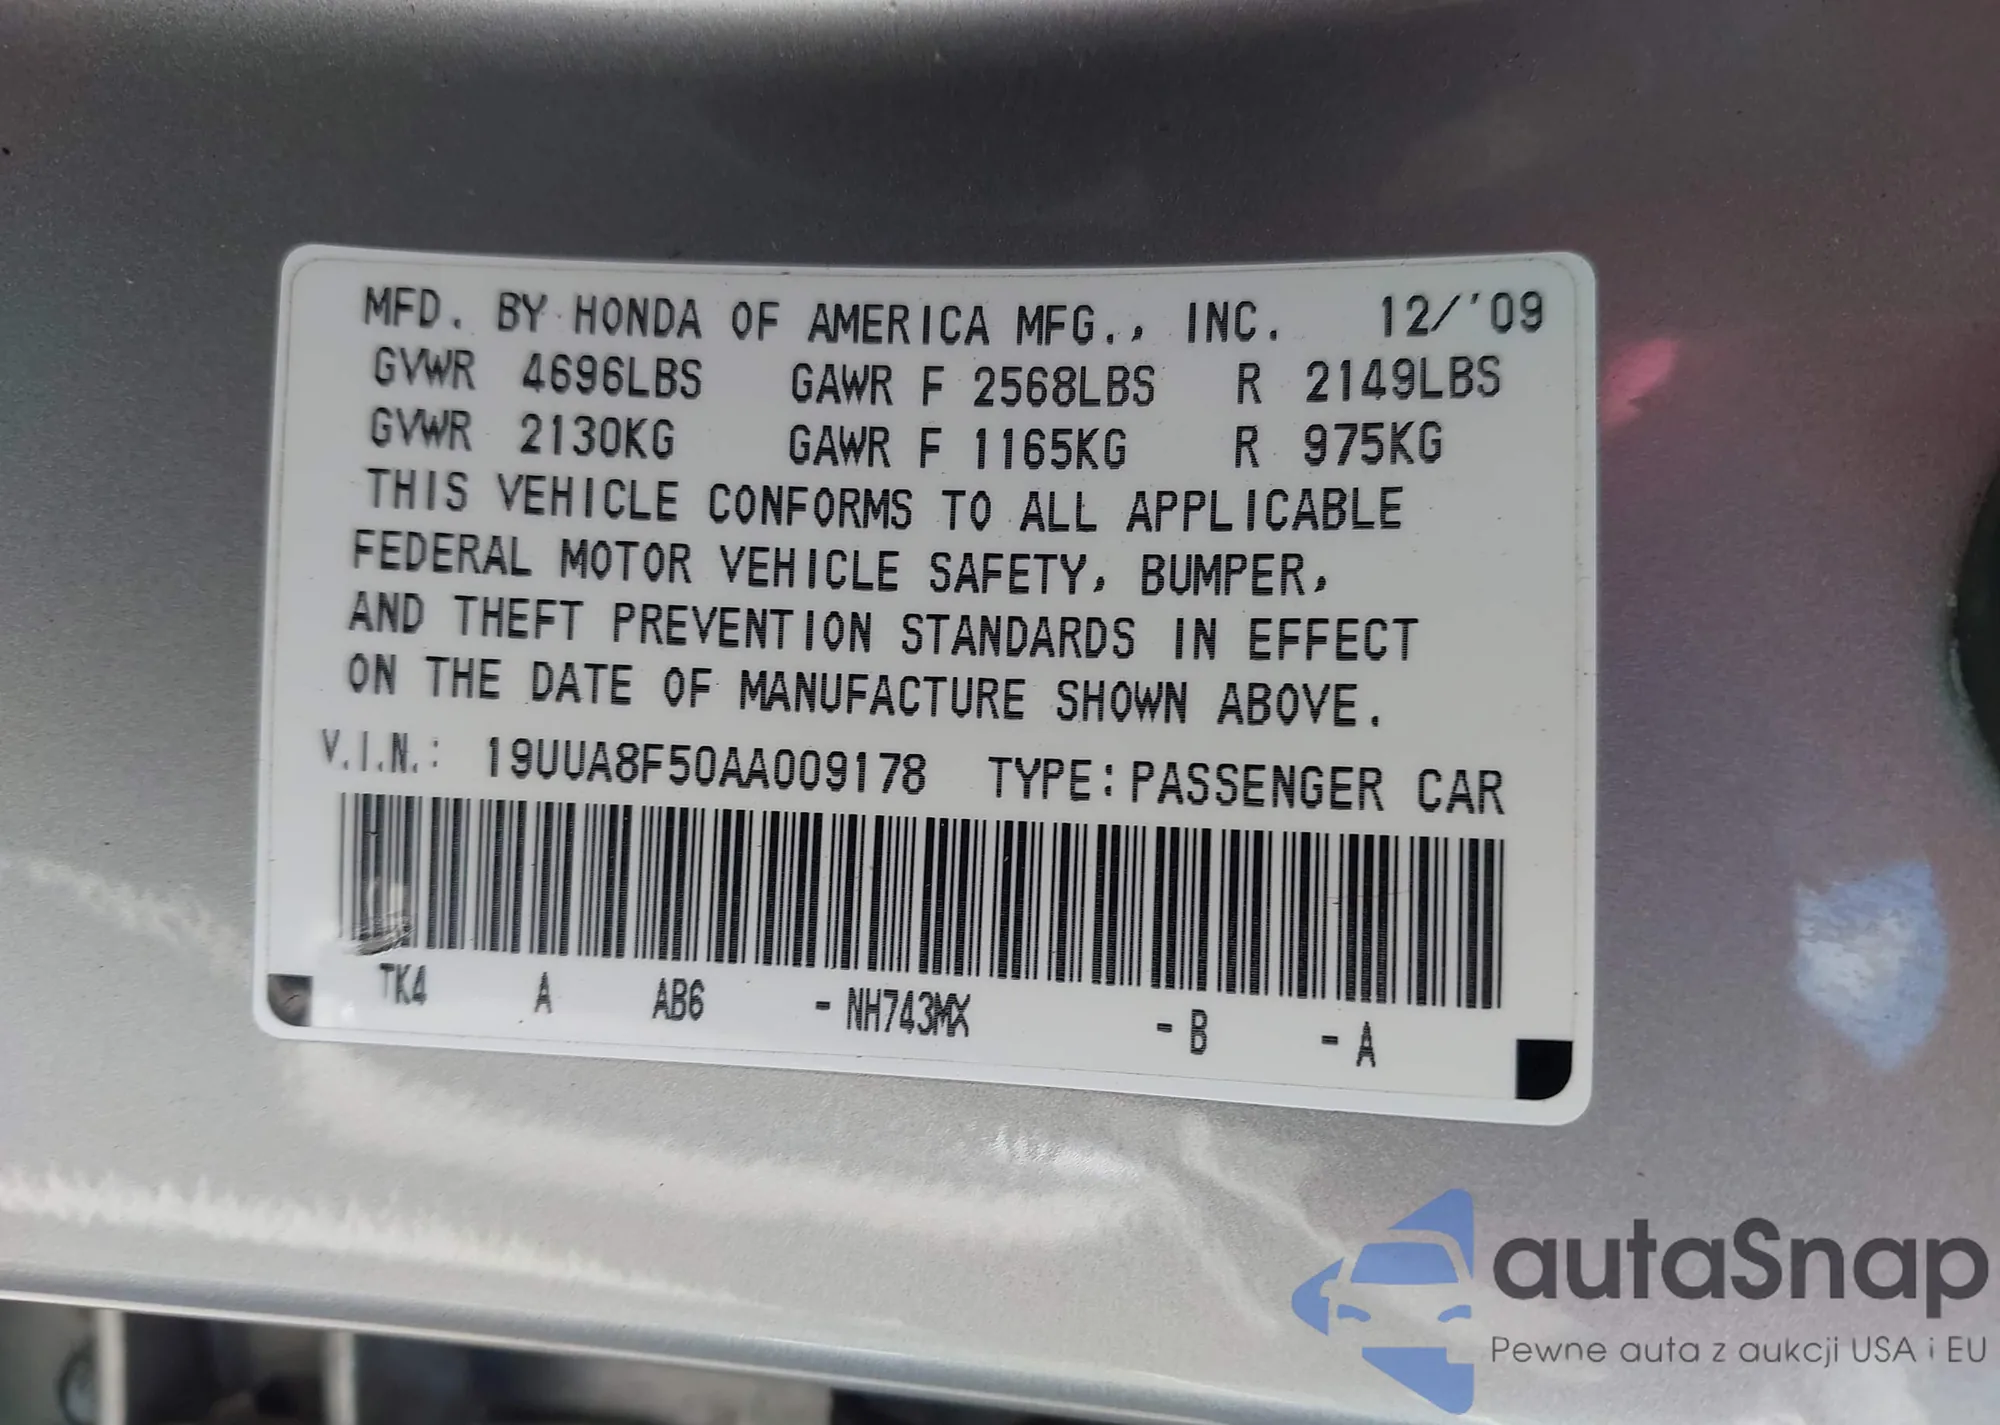 MFD. BY HONDA OF AMERICA MFG., INC. 12/'09
GVWR 4696LBS GAWR F 2568LBS R 2149LBS
GVWR 2130KG GAWR F 1165KG R 975KG
THIS VEHICLE CONFORMS TO ALL APPLICABLE
FEDERAL MOTOR VEHICLE SAFETY, BUMPER,
AND THEFT PREVENTION STANDARDS IN EFFECT
ON THE DATE OF MANUFACTURE SHOWN ABOVE.
V.I.N.: 19UUA8F50AA009178 TYPE: PASSENGER CAR
TK4 A AB6 -NH743MX -B -A
autaSnap
Pewne auta z aukcji USA i EU